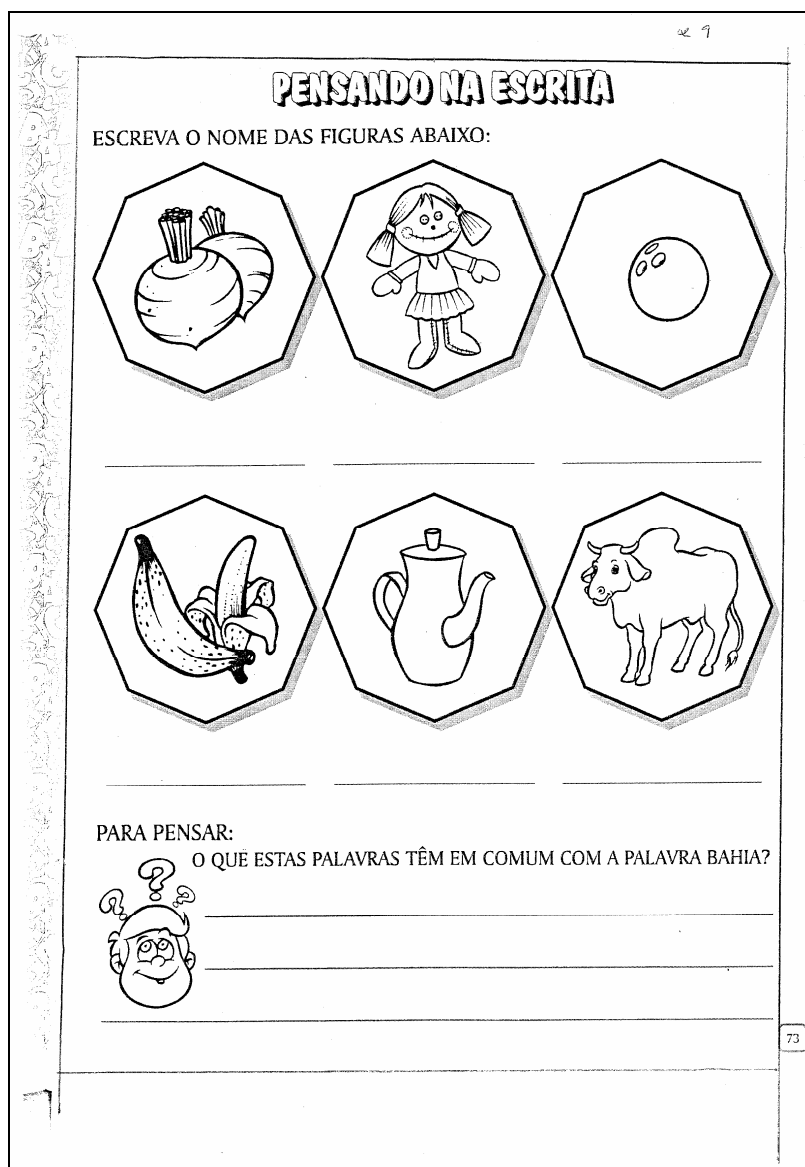 PENSANDO NA ESCRITA
ESCREVA O NOME DAS FIGURAS ABAIXO:
PARA PENSAR:
O QUE ESTAS PALAVRAS TÊM EM COMUM COM A PALAVRA BAHIA?
? ? ?
73